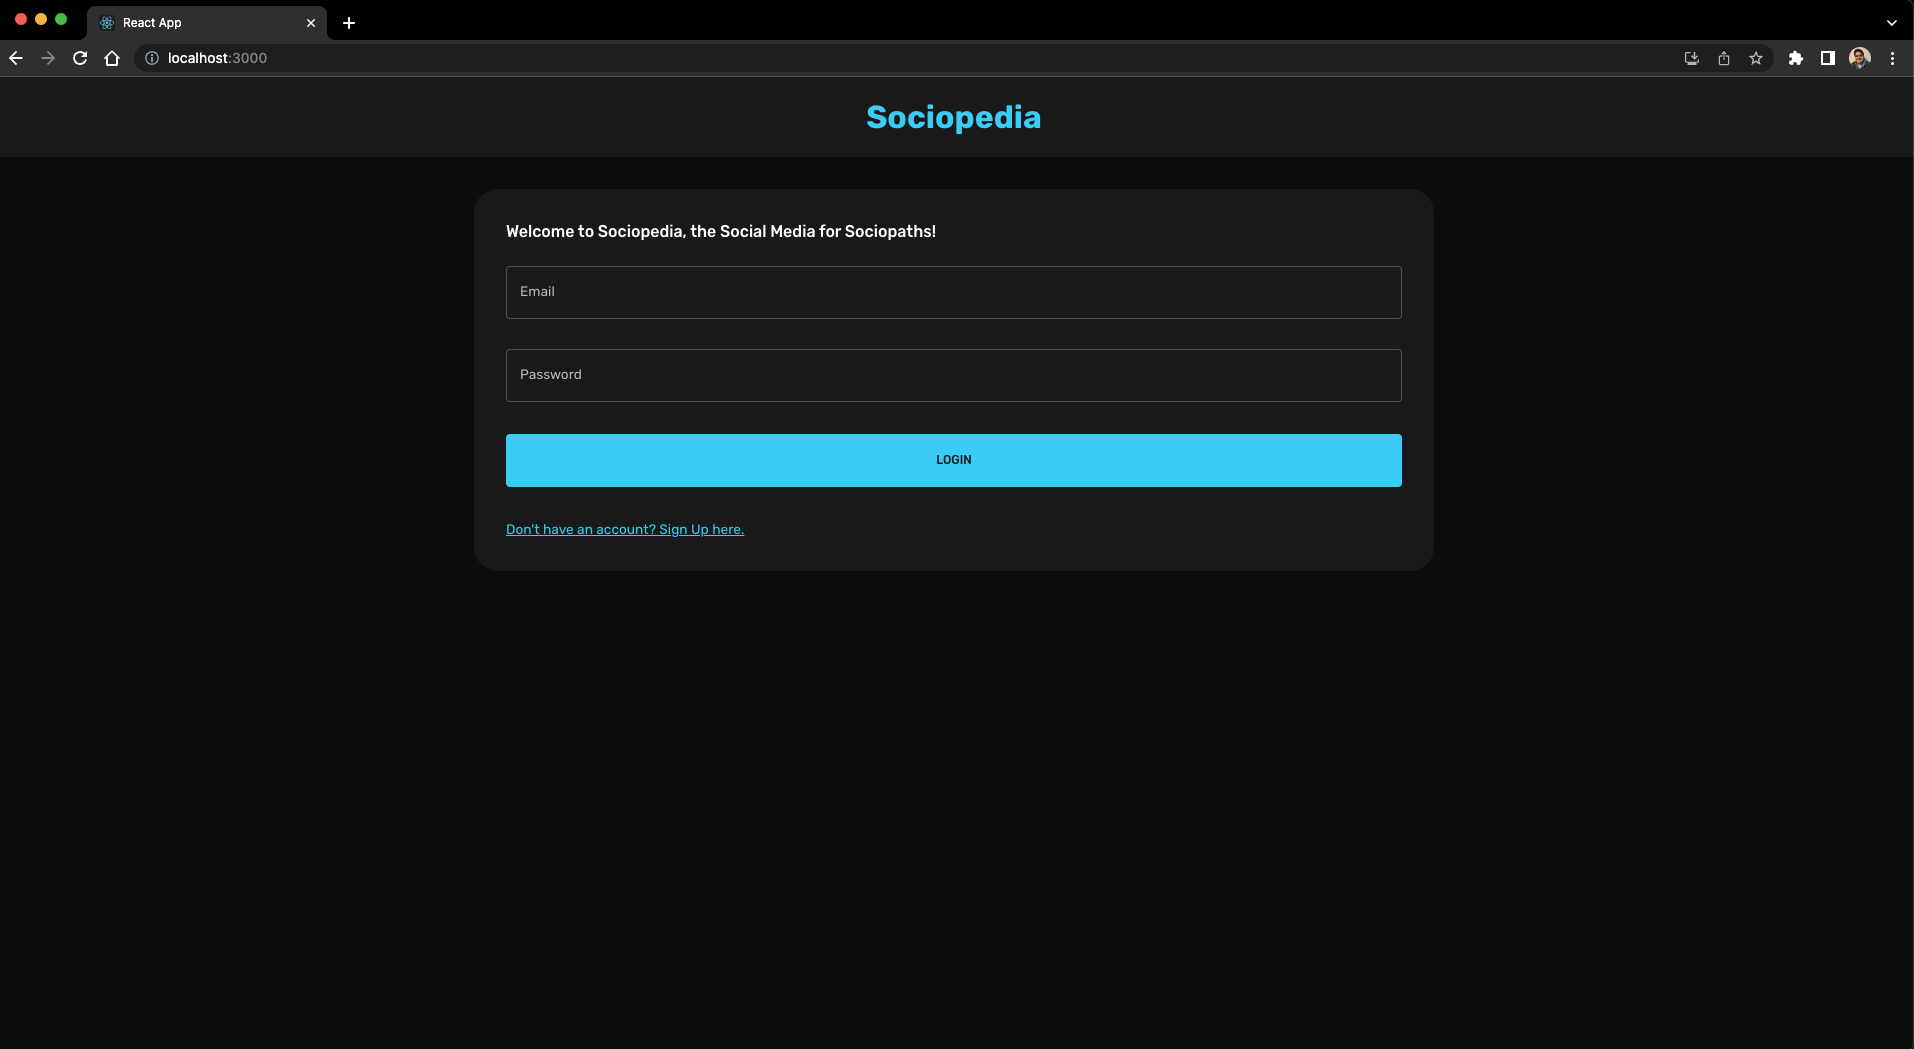 React App
localhost:3000
Sociopedia
Welcome to Sociopedia, the Social Media for Sociopaths!
Email
Password
LOGIN
Don't have an account? Sign Up here.